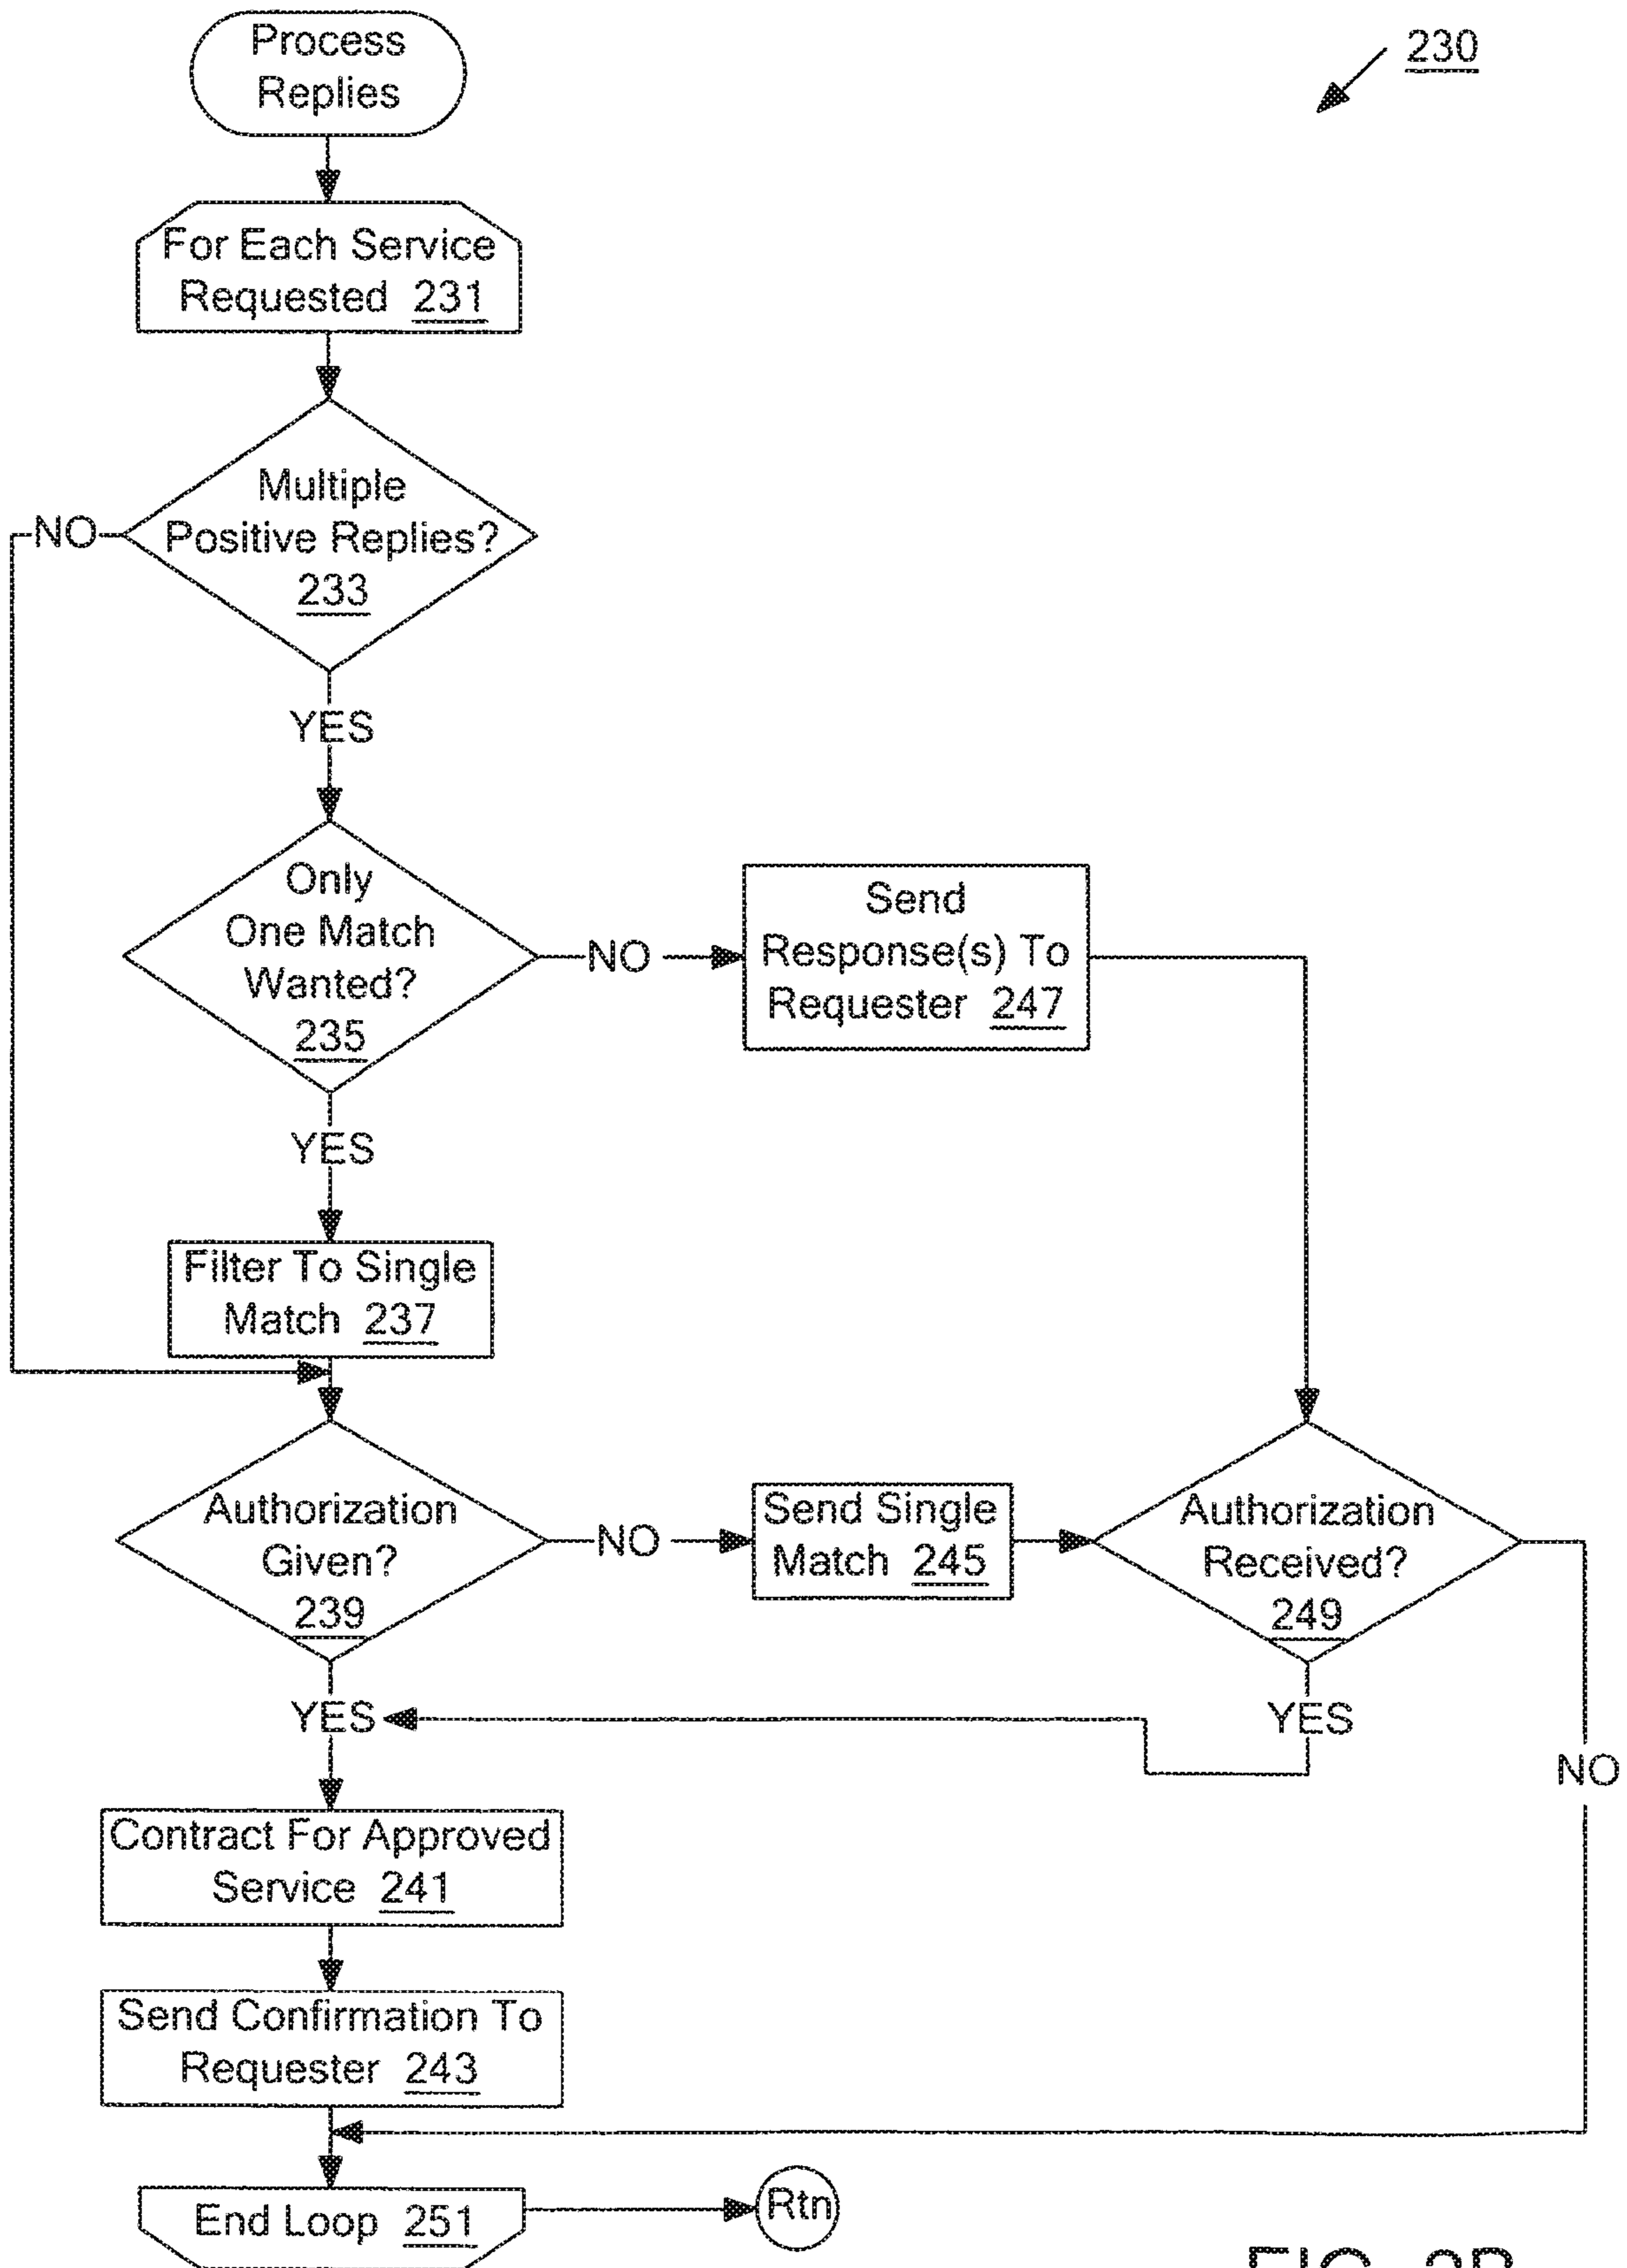 Process
Replies
230
For Each Service
Requested 231
Multiple
Positive Replies?
233
NO
YES
Only
One Match
Wanted?
235
NO
Send
Response(s) To
Requester 247
YES
Filter To Single
Match 237
Authorization
Given?
239
NO
Send Single
Match 245
Authorization
Received?
249
YES
YES
NO
Contract For Approved
Service 241
Send Confirmation To
Requester 243
End Loop 251
Rtn